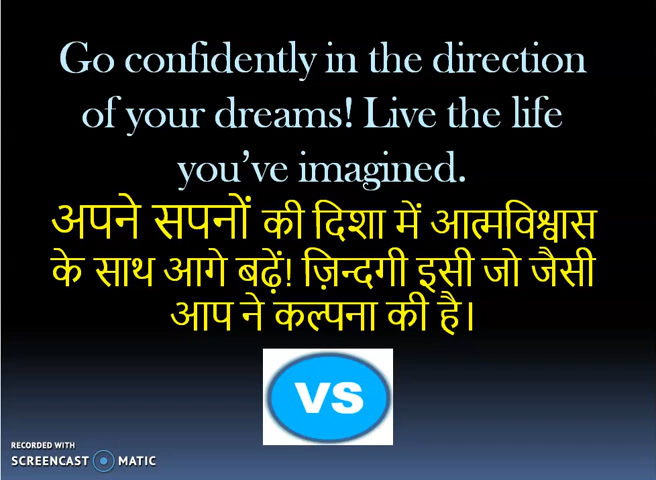 Go confidently in the direction
of your dreams! Live the life
you've imagined.
अपने सपनों की दिशा में आत्मविश्वास
के साथ आगे बढ़ें! ज़िन्दगी इसी जो जैसी
आप ने कल्पना की है।
VS
RECORDED WITH
SCREENCAST MATIC